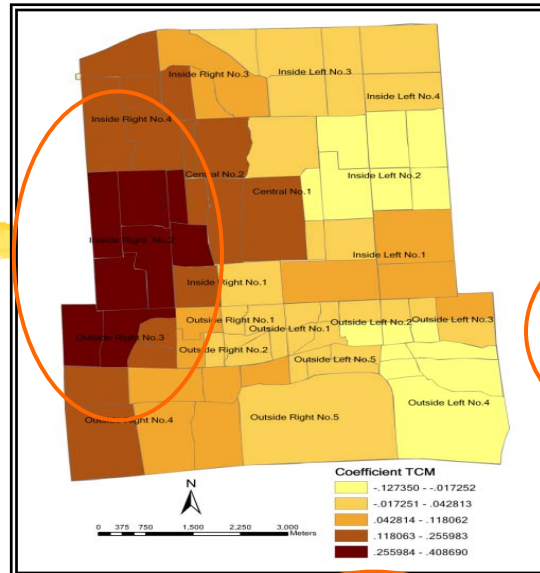 Inside Right No.3
Inside Left No.3
Inside Left No.4
Inside Right No.4
Central No.2
Inside Left No.2
Central No.1
Inside Right No.2
Inside Left No.1
Inside Right No.1
Outside Right No.1
Outside Left No.1
Outside Left No.2
Outside Left No.3
Outside Right No.3
Outside Right No.2
Outside Left No.5
Outside Left No.4
Outside Right No.4
Outside Right No.5
Coefficient TCM
-.127350 - -.017252
-.017251 - .042813
.042814 - .118062
.118063 - .255983
.255984 - .408690
N
0 375 750 1,500 2,250 3,000
Meters